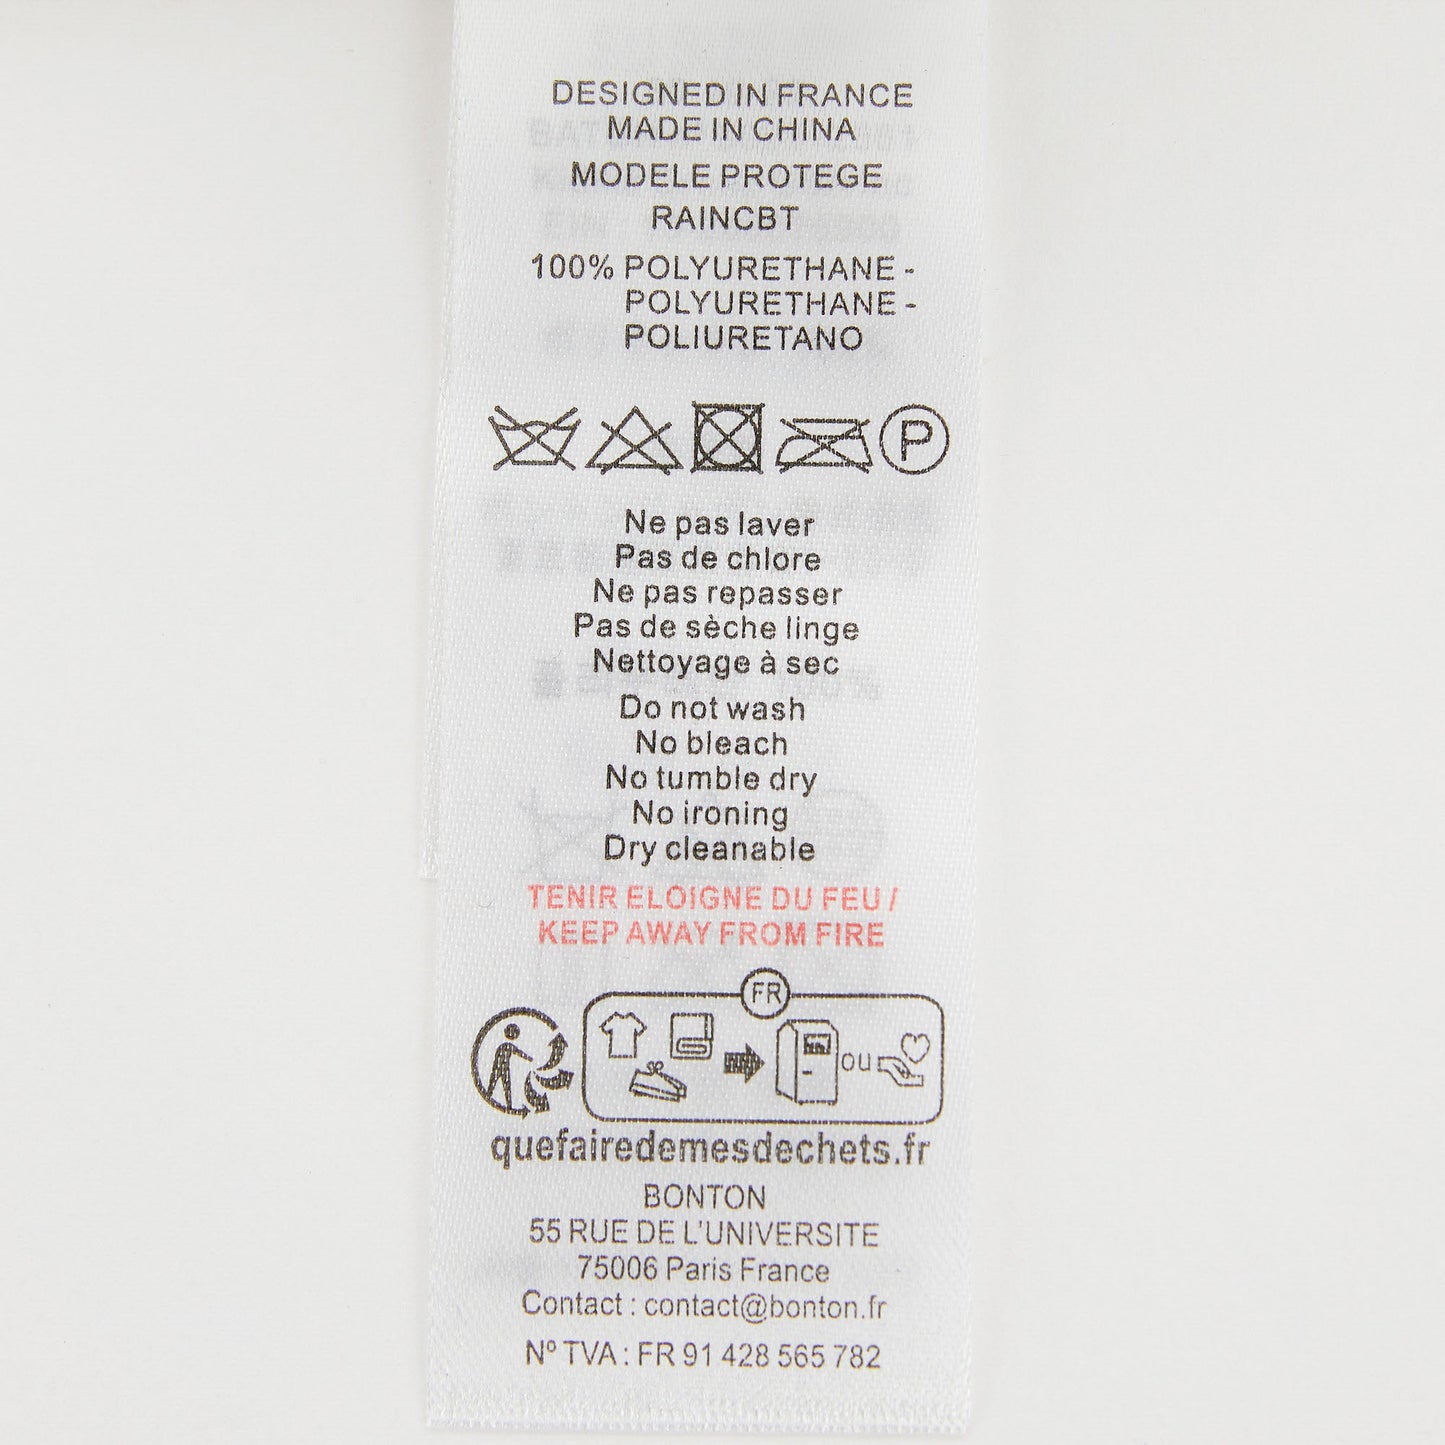 DESIGNED IN FRANCE
MADE IN CHINA
MODELE PROTEGE
RAINCBT
100% POLYURETHANE -
POLYURETHANE -
POLIURETANO
P
Ne pas laver
Pas de chlore
Ne pas repasser
Pas de sèche linge
Nettoyage à sec
Do not wash
No bleach
No tumble dry
No ironing
Dry cleanable
TENIR ELOIGNE DU FEU /
KEEP AWAY FROM FIRE
FR
ou
quefairedemesdechets.fr
BONTON
55 RUE DE L'UNIVERSITE
75006 Paris France
Contact : contact@bonton.fr
Nº TVA : FR 91 428 565 782